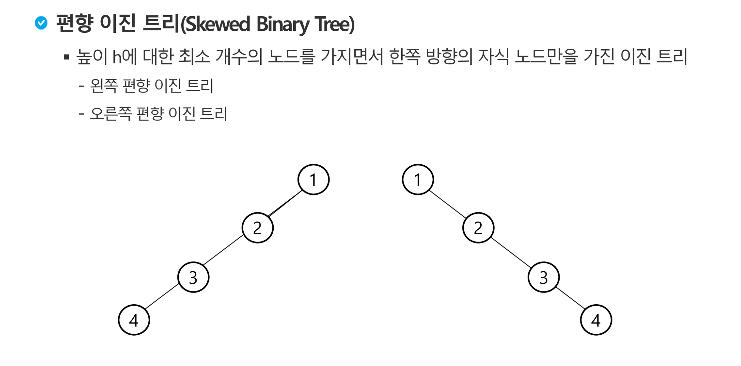 편향 이진 트리(Skewed Binary Tree)
▪ 높이 h에 대한 최소 개수의 노드를 가지면서 한쪽 방향의 자식 노드만을 가진 이진 트리
- 왼쪽 편향 이진 트리
- 오른쪽 편향 이진 트리
1 1
2 2
3 3
4 4